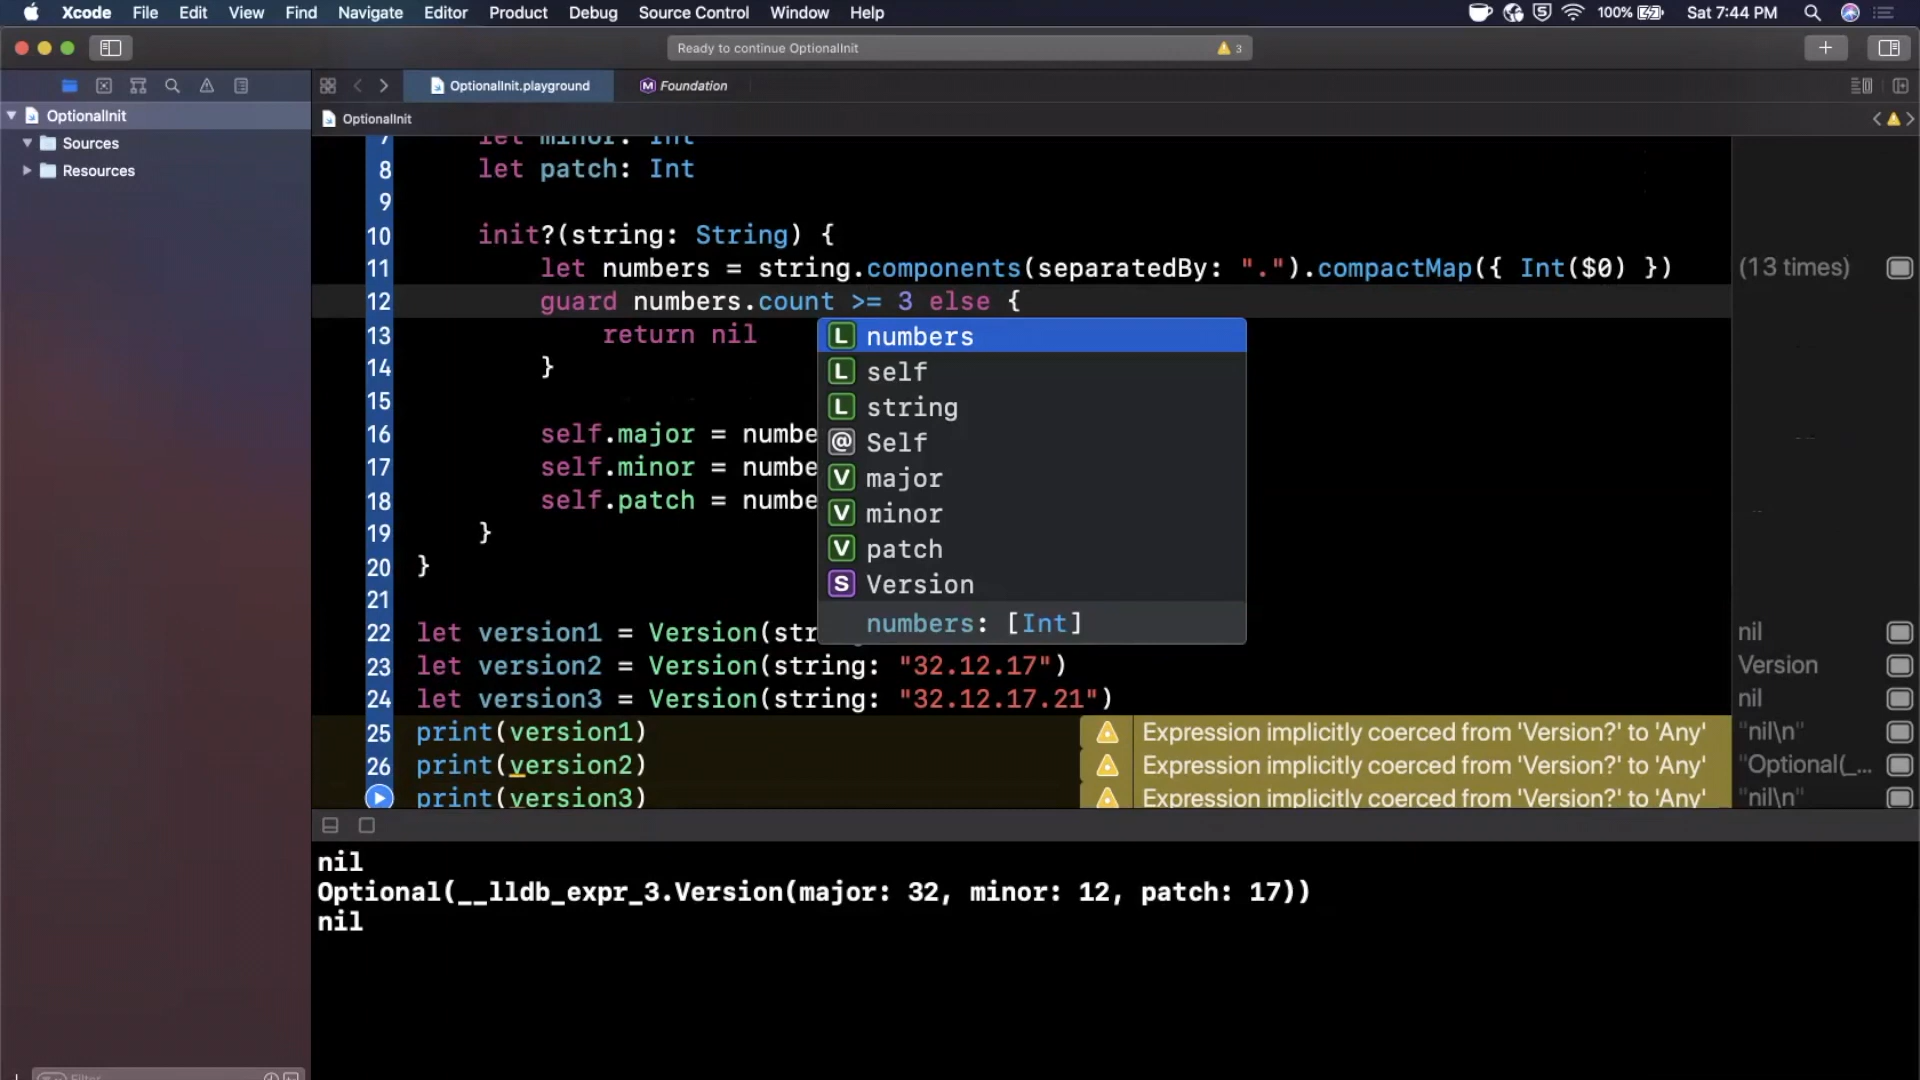 Xcode File Edit View Find Navigate Editor Product Debug Source Control Window Help 100% Sat 7:44 PM
Ready to continue OptionalInit 3
OptionalInit.playground Foundation
OptionalInit
OptionalInit
Sources
Resources
7 let minor: Int
8 let patch: Int
9
10 init?(string: String) {
11 let numbers = string.components(separatedBy: ".").compactMap({ Int($0) }) (13 times)
12 guard numbers.count >= 3 else {
13 return nil
14 }
15
16 self.major = numbe
17 self.minor = numbe
18 self.patch = numbe
19 }
20 }
21
L numbers
L self
L string
@ Self
V major
V minor
V patch
S Version
numbers: [Int]
22 let version1 = Version(str nil
23 let version2 = Version(string: "32.12.17") Version
24 let version3 = Version(string: "32.12.17.21") nil
25 print(version1) Expression implicitly coerced from 'Version?' to 'Any' "nil\n"
26 print(version2) Expression implicitly coerced from 'Version?' to 'Any' "Optional(_...
print(version3) Expression implicitly coerced from 'Version?' to 'Any' "nil\n"
nil
Optional(__lldb_expr_3.Version(major: 32, minor: 12, patch: 17))
nil
Filter